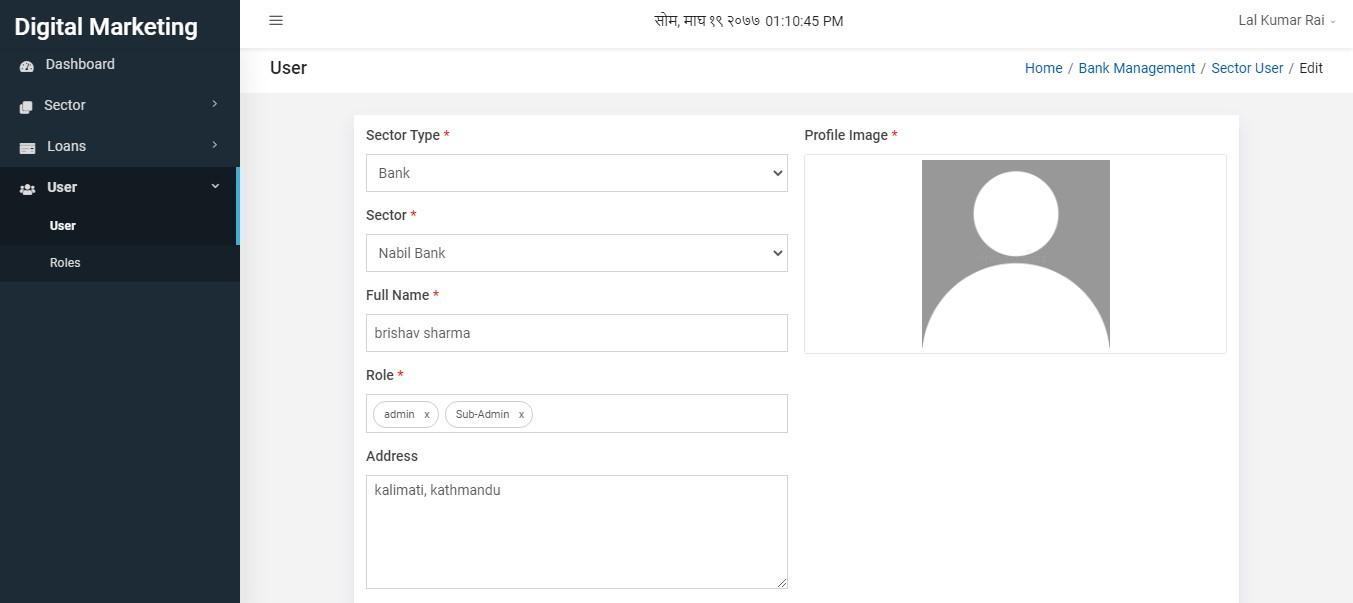 Digital Marketing
सोम, माघ १९ २०७७ 01:10:45 PM
Lal Kumar Rai
Dashboard
Sector
Loans
User
User
Roles
User
Home / Bank Management / Sector User / Edit
Sector Type *
Bank
Sector *
Nabil Bank
Full Name *
brishav sharma
Role *
admin x Sub-Admin x
Address
kalimati, kathmandu
Profile Image *